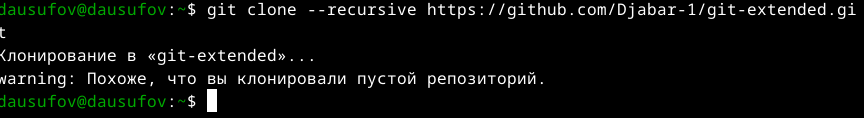 dausufov@dausufov:~$ git clone --recursive https://github.com/Djabar-1/git-extended.gi
t
Клонирование в «git-extended»...
warning: Похоже, что вы клонировали пустой репозиторий.
dausufov@dausufov:~$